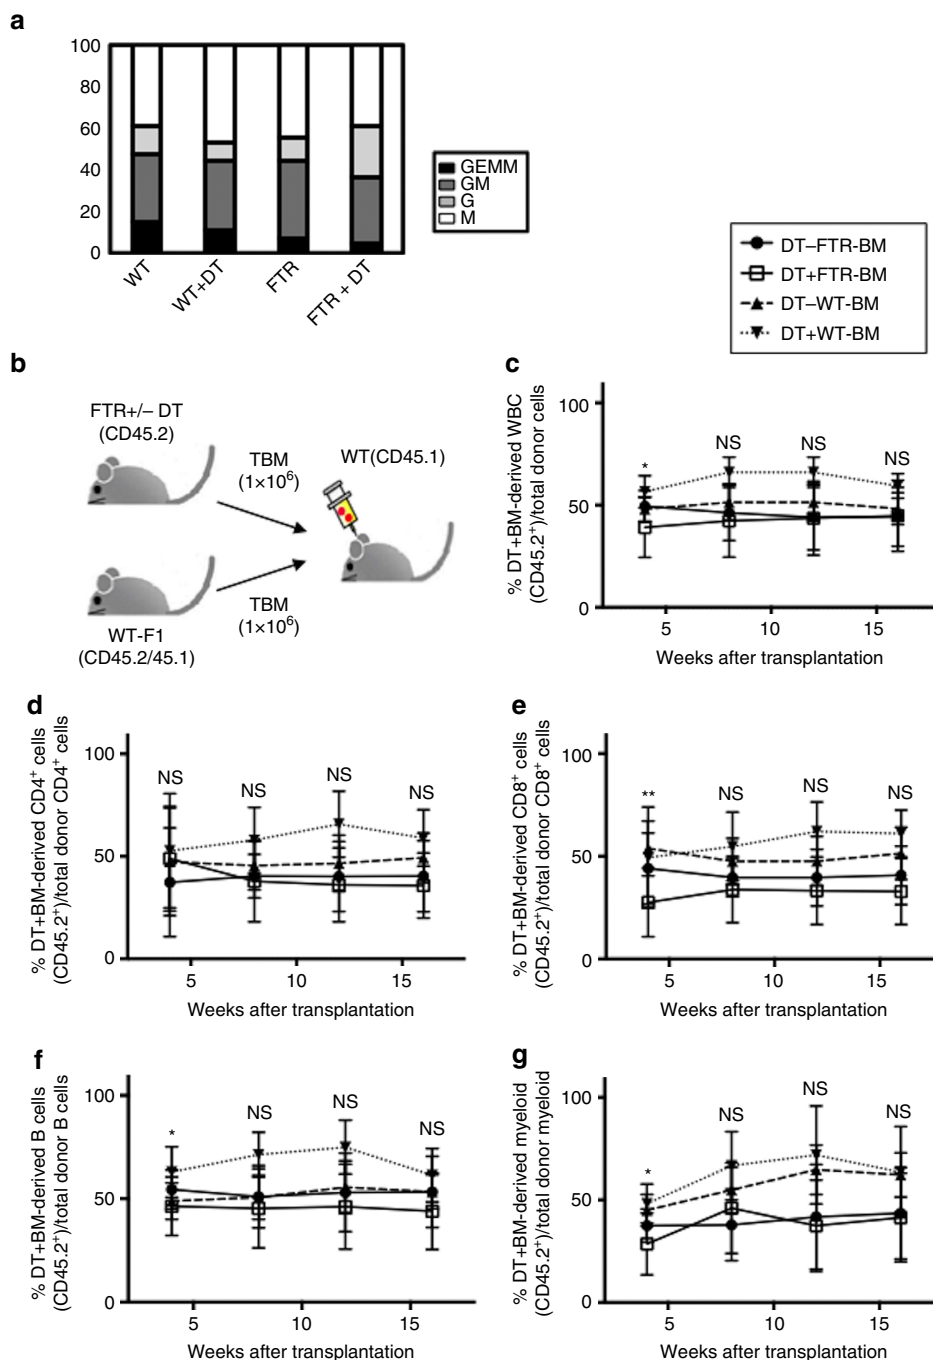 a
100
80
60
40
20
0
WT
WT+DT
FTR
FTR + DT
GEMM
GM
G
M
DT–FTR-BM
DT+FTR-BM
DT–WT-BM
DT+WT-BM
b
FTR+/– DT
(CD45.2)
TBM
(1×10⁶)
WT(CD45.1)
WT-F1
(CD45.2/45.1)
TBM
(1×10⁶)
c
% DT+BM-derived WBC
(CD45.2⁺)/total donor cells
100
50
0
*
NS
NS
NS
5
10
15
Weeks after transplantation
d
% DT+BM-derived CD4⁺ cells
(CD45.2⁺)/total donor CD4⁺ cells
100
50
0
NS
NS
NS
NS
5
10
15
Weeks after transplantation
e
% DT+BM-derived CD8⁺ cells
(CD45.2⁺)/total donor CD8⁺ cells
100
50
0
**
NS
NS
NS
5
10
15
Weeks after transplantation
f
% DT+BM-derived B cells
(CD45.2⁺)/total donor B cells
100
50
0
*
NS
NS
NS
5
10
15
Weeks after transplantation
g
% DT+BM-derived myeloid
(CD45.2⁺)/total donor myeloid
100
50
0
*
NS
NS
NS
5
10
15
Weeks after transplantation